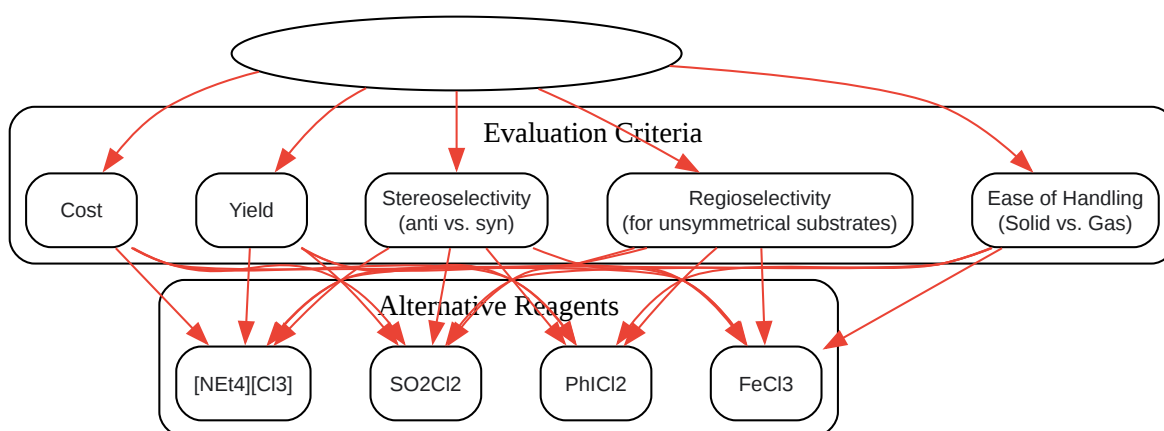 Evaluation Criteria
Cost
Yield
Stereoselectivity
(anti vs. syn)
Regioselectivity
(for unsymmetrical substrates)
Ease of Handling
(Solid vs. Gas)
Alternative Reagents
[NEt4][Cl3]
SO2Cl2
PhICl2
FeCl3